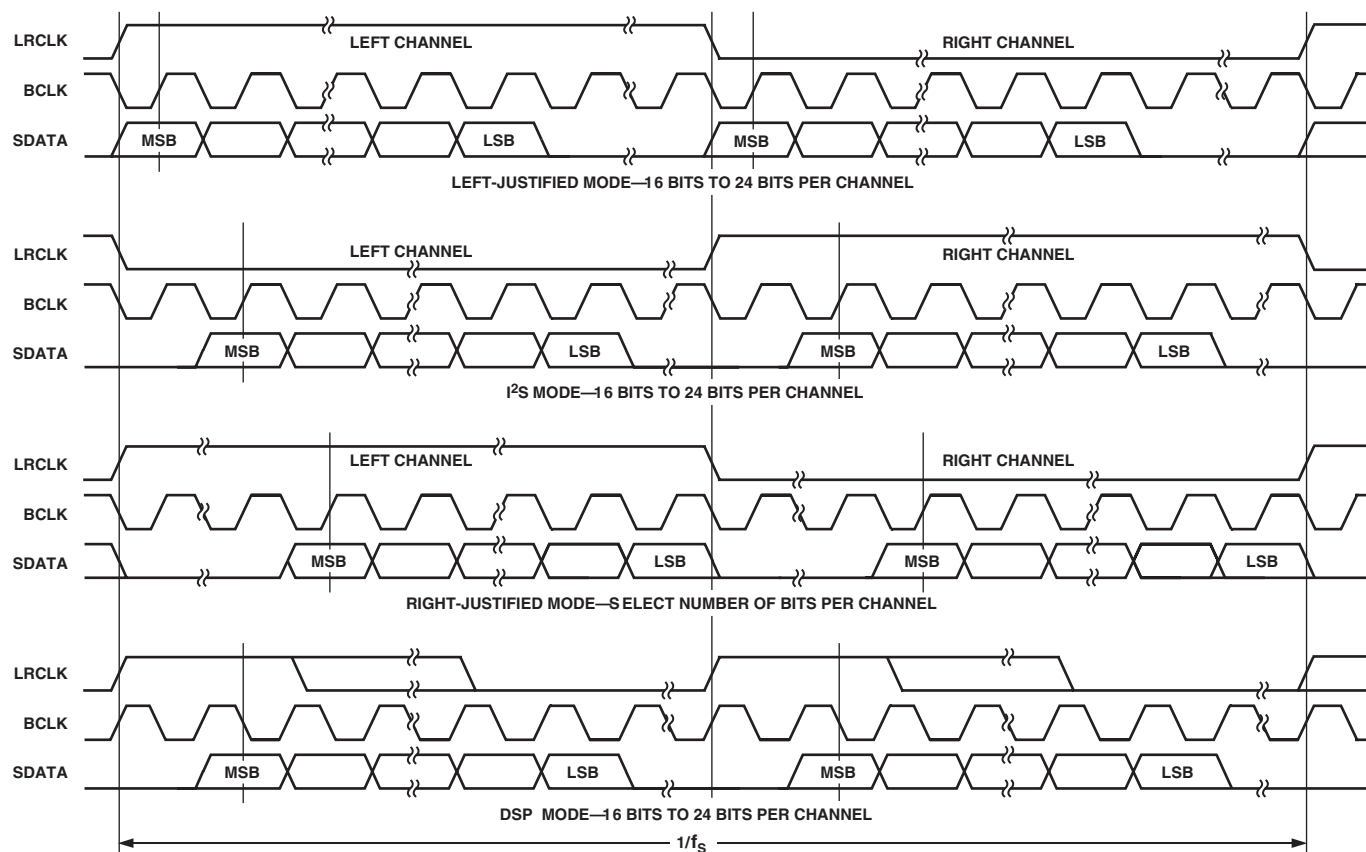 LRCLK LEFT CHANNEL RIGHT CHANNEL
BCLK
SDATA MSB LSB MSB LSB
LEFT-JUSTIFIED MODE—16 BITS TO 24 BITS PER CHANNEL
LRCLK LEFT CHANNEL RIGHT CHANNEL
BCLK
SDATA MSB LSB MSB LSB
I²S MODE—16 BITS TO 24 BITS PER CHANNEL
LRCLK LEFT CHANNEL RIGHT CHANNEL
BCLK
SDATA MSB LSB MSB LSB
RIGHT-JUSTIFIED MODE—SELECT NUMBER OF BITS PER CHANNEL
LRCLK
BCLK
SDATA MSB LSB MSB LSB
DSP MODE—16 BITS TO 24 BITS PER CHANNEL
1/fS